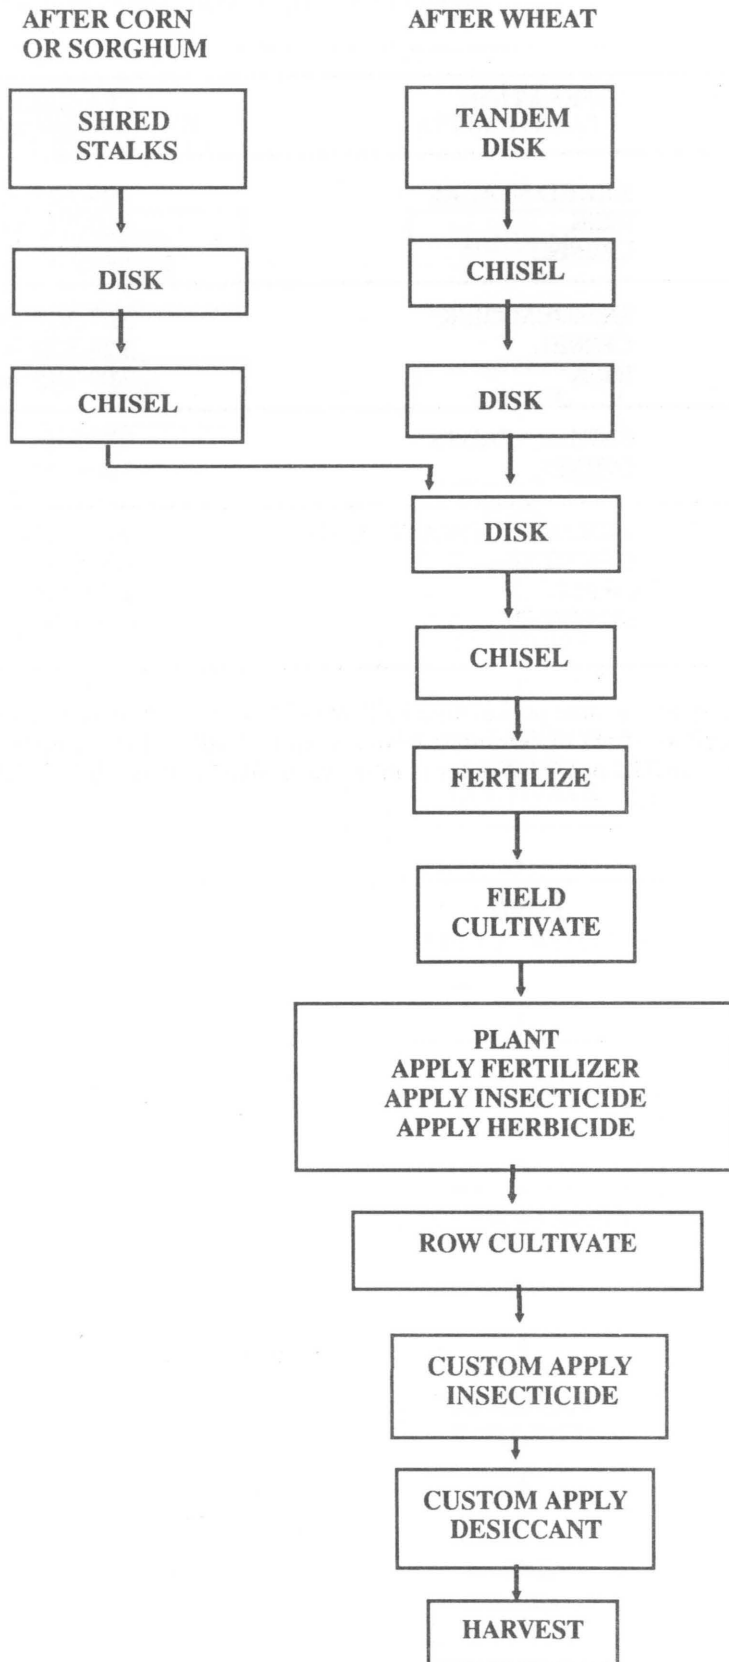 AFTER CORN
OR SORGHUM
AFTER WHEAT
SHRED
STALKS
TANDEM
DISK
DISK
CHISEL
CHISEL
DISK
DISK
CHISEL
FERTILIZE
FIELD
CULTIVATE
PLANT
APPLY FERTILIZER
APPLY INSECTICIDE
APPLY HERBICIDE
ROW CULTIVATE
CUSTOM APPLY
INSECTICIDE
CUSTOM APPLY
DESICCANT
HARVEST